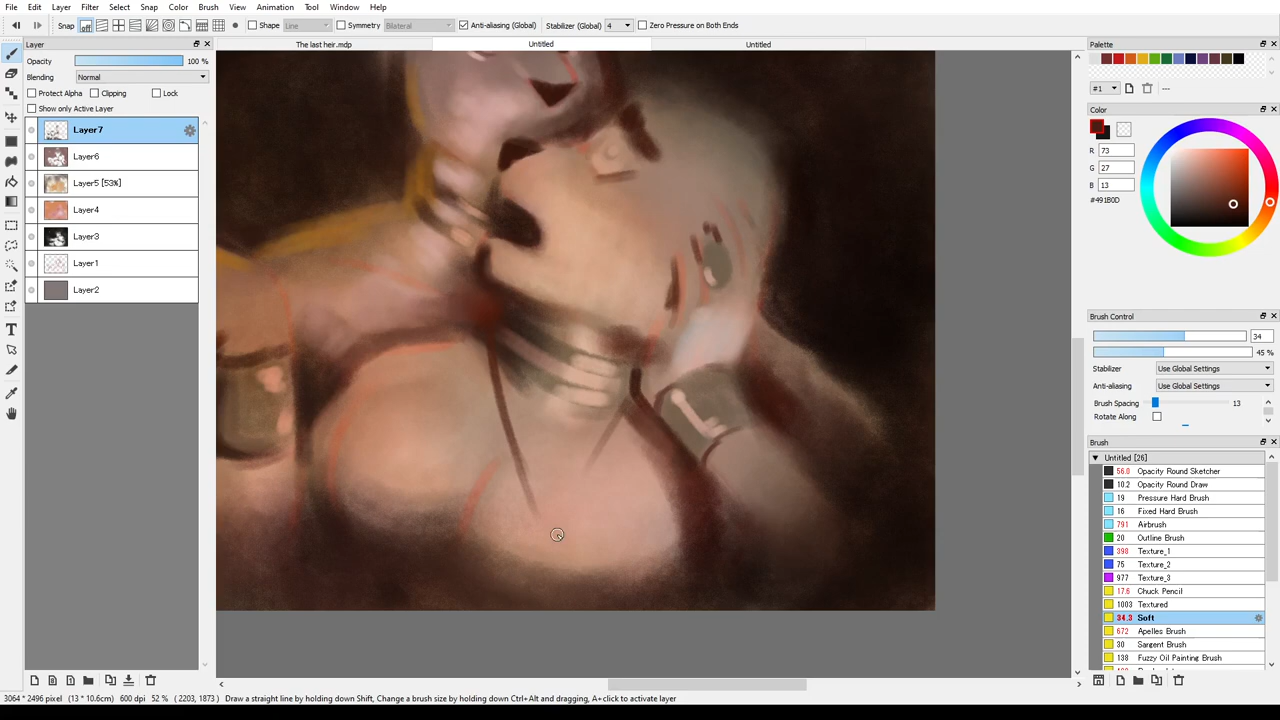 File Edit Layer Filter Select Snap Color Brush View Animation Tool Window Help
Snap off Shape Line Symmetry Bilateral Anti-aliasing (Global) Stabilizer (Global) 4 Zero Pressure on Both Ends
Layer
The last heir.mdp Untitled Untitled
Opacity 100 %
Blending Normal
Protect Alpha Clipping Lock
Show only Active Layer
Layer7
Layer6
Layer5 [53%]
Layer4
Layer3
Layer1
Layer2
Palette
#1 ---
Color
R 73
G 27
B 13
#491B0D
Brush Control
34
45 %
Stabilizer Use Global Settings
Anti-aliasing Use Global Settings
Brush Spacing 13
Rotate Along
Brush
Untitled [26]
56.0 Opacity Round Sketcher
10.2 Opacity Round Draw
19 Pressure Hard Brush
16 Fixed Hard Brush
791 Airbrush
20 Outline Brush
398 Texture_1
75 Texture_2
977 Texture_3
17.6 Chuck Pencil
1003 Textured
34.3 Soft
672 Apelles Brush
30 Sargent Brush
138 Fuzzy Oil Painting Brush
3064 * 2496 pixel (13 * 10.6cm) 600 dpi 52 % ( 2203, 1873 ) Draw a straight line by holding down Shift, Change a brush size by holding down Ctrl+Alt and dragging, A+click to activate layer